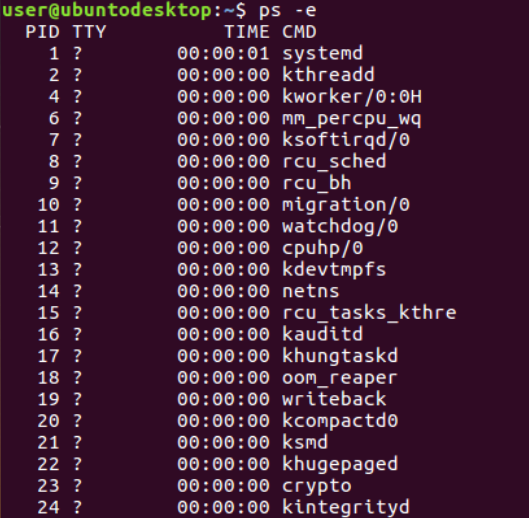 user@ubuntodesktop:~$ ps -e
PID TTY TIME CMD
1 ? 00:00:01 systemd
2 ? 00:00:00 kthreadd
4 ? 00:00:00 kworker/0:0H
6 ? 00:00:00 mm_percpu_wq
7 ? 00:00:00 ksoftirqd/0
8 ? 00:00:00 rcu_sched
9 ? 00:00:00 rcu_bh
10 ? 00:00:00 migration/0
11 ? 00:00:00 watchdog/0
12 ? 00:00:00 cpuhp/0
13 ? 00:00:00 kdevtmpfs
14 ? 00:00:00 netns
15 ? 00:00:00 rcu_tasks_kthre
16 ? 00:00:00 kauditd
17 ? 00:00:00 khungtaskd
18 ? 00:00:00 oom_reaper
19 ? 00:00:00 writeback
20 ? 00:00:00 kcompactd0
21 ? 00:00:00 ksmd
22 ? 00:00:00 khugepaged
23 ? 00:00:00 crypto
24 ? 00:00:00 kintegrityd